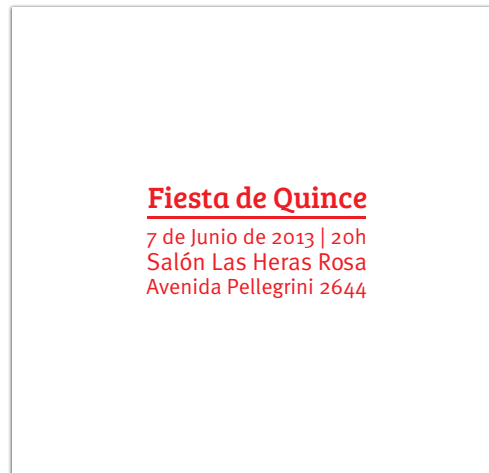 Fiesta de Quince
7 de Junio de 2013 | 20h
Salón Las Heras Rosa
Avenida Pellegrini 2644